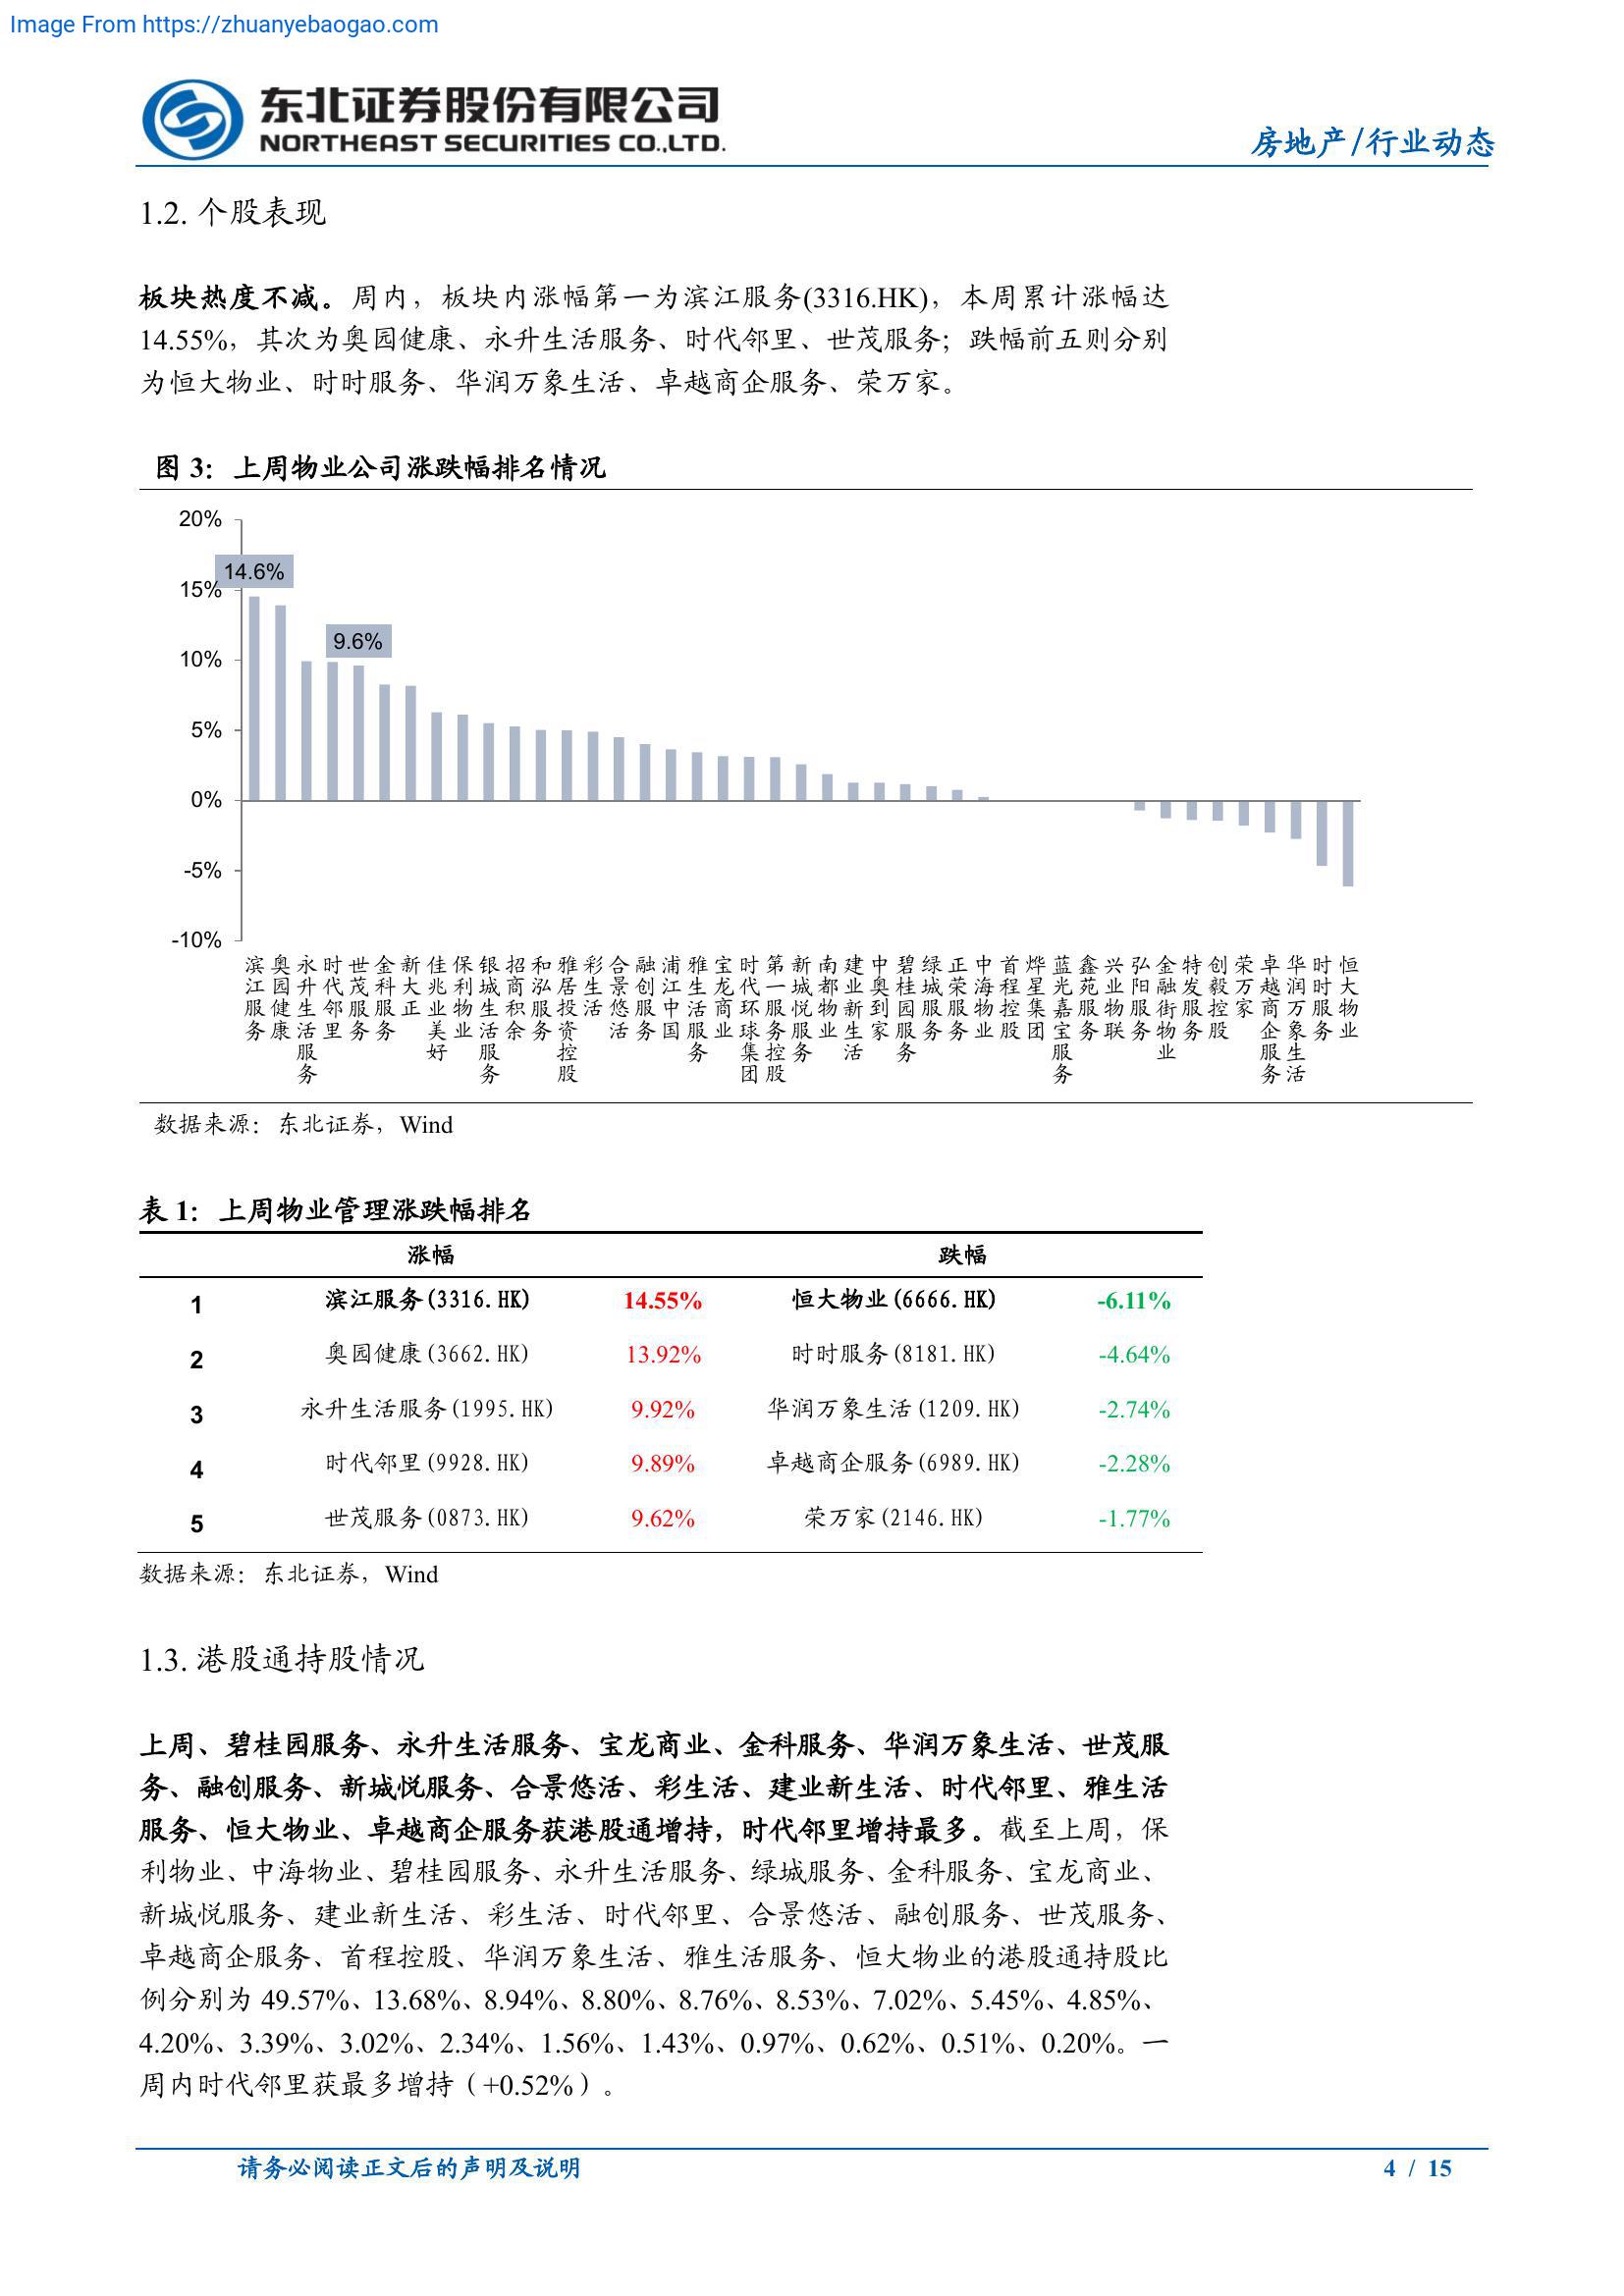 Image From https://zhuanyebaogao.com
东北证券股份有限公司
NORTHEAST SECURITIES CO.,LTD.
房地产/行业动态
1.2. 个股表现
板块热度不减。周内，板块内涨幅第一为滨江服务(3316.HK)，本周累计涨幅达
14.55%，其次为奥园健康、永升生活服务、时代邻里、世茂服务；跌幅前五则分别
为恒大物业、时时服务、华润万象生活、卓越商企服务、荣万家。
图 3：上周物业公司涨跌幅排名情况
20%
15%
10%
5%
0%
-5%
-10%
14.6%
9.6%
滨江服务
奥园健康
永升生活服务
时代邻里
世茂服务
金科服务
新大正
佳兆业美好
保利物业
银城生活服务
招商积余
和泓服务
雅居投资控股
彩生活
合景悠活
融创服务
浦江中国
雅生活服务
宝龙商业
时代环球集团
第一服务控股
新城悦服务
南都物业
建业新生活
中奥到家
碧桂园服务
绿城服务
正荣服务
中海物业
首程控股
烨星集团
蓝光嘉宝服务
鑫苑服务
兴业物联
弘阳服务
金融街物业
特发服务
创毅控股
荣万家
卓越商企服务
华润万象生活
时时服务
恒大物业
数据来源：东北证券，Wind
表 1：上周物业管理涨跌幅排名
涨幅 跌幅
1 滨江服务(3316.HK) 14.55% 恒大物业(6666.HK) -6.11%
2 奥园健康(3662.HK) 13.92% 时时服务(8181.HK) -4.64%
3 永升生活服务(1995.HK) 9.92% 华润万象生活(1209.HK) -2.74%
4 时代邻里(9928.HK) 9.89% 卓越商企服务(6989.HK) -2.28%
5 世茂服务(0873.HK) 9.62% 荣万家(2146.HK) -1.77%
数据来源：东北证券，Wind
1.3. 港股通持股情况
上周、碧桂园服务、永升生活服务、宝龙商业、金科服务、华润万象生活、世茂服
务、融创服务、新城悦服务、合景悠活、彩生活、建业新生活、时代邻里、雅生活
服务、恒大物业、卓越商企服务获港股通增持，时代邻里增持最多。截至上周，保
利物业、中海物业、碧桂园服务、永升生活服务、绿城服务、金科服务、宝龙商业、
新城悦服务、建业新生活、彩生活、时代邻里、合景悠活、融创服务、世茂服务、
卓越商企服务、首程控股、华润万象生活、雅生活服务、恒大物业的港股通持股比
例分别为 49.57%、13.68%、8.94%、8.80%、8.76%、8.53%、7.02%、5.45%、4.85%、
4.20%、3.39%、3.02%、2.34%、1.56%、1.43%、0.97%、0.62%、0.51%、0.20%。一
周内时代邻里获最多增持（+0.52%）。
请务必阅读正文后的声明及说明
4 / 15